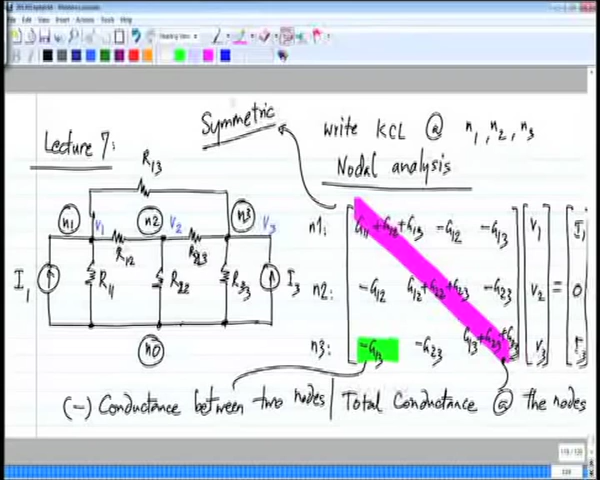 Symmetric
write KCL @ n1, n2, n3
Lecture 7:
Nodal analysis
R13
n1 V1 n2 V2 n3 V3
R12 R23
I1 R11 R22 R33 I3
n0
n1: G11+G12+G13 -G12 -G13 V1 I1
n2: -G12 G12+G22+G23 -G23 V2 = 0
n3: -G13 -G23 G13+G23+G33 V3 I3
(-) Conductance between two nodes | Total Conductance @ the nodes